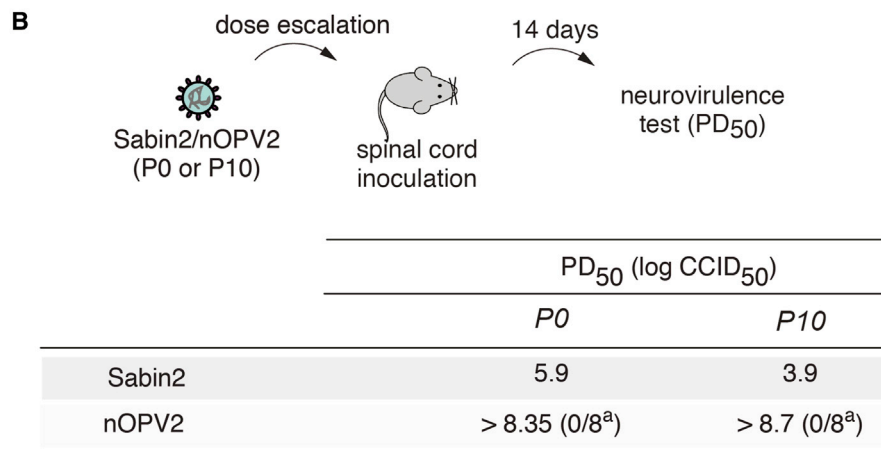 B
dose escalation
14 days
Sabin2/nOPV2
(P0 or P10)
spinal cord
inoculation
neurovirulence
test (PD50)
PD50 (log CCID50)
P0 P10
Sabin2 5.9 3.9
nOPV2 > 8.35 (0/8a) > 8.7 (0/8a)